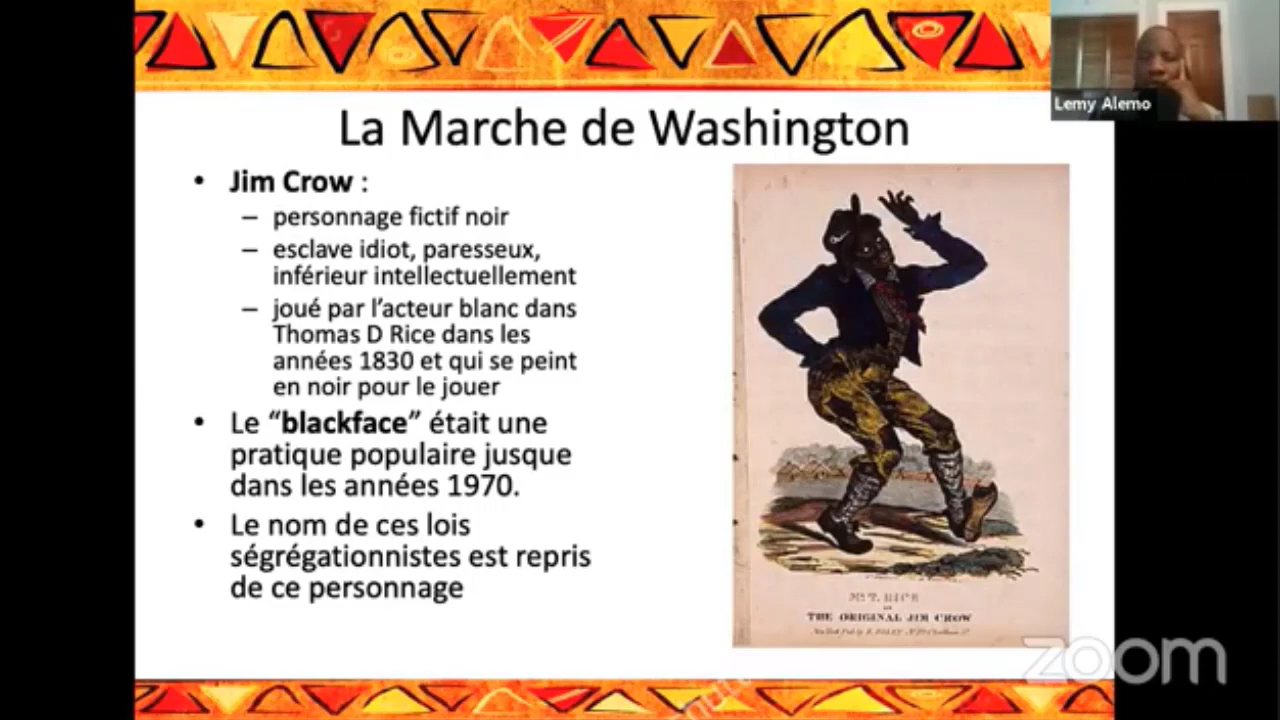 Lemy Alemo
La Marche de Washington
• Jim Crow :
– personnage fictif noir
– esclave idiot, paresseux,
inférieur intellectuellement
– joué par l’acteur blanc dans
Thomas D Rice dans les
années 1830 et qui se peint
en noir pour le jouer
• Le “blackface” était une
pratique populaire jusque
dans les années 1970.
• Le nom de ces lois
ségrégationnistes est repris
de ce personnage
Mr. T. RICE
THE ORIGINAL JIM CROW
zoom